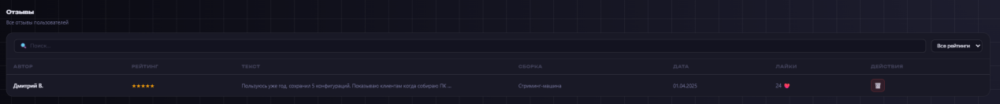 Отзывы
Все отзывы пользователей
Поиск...
Все рейтинги
АВТОР РЕЙТИНГ ТЕКСТ СБОРКА ДАТА ЛАЙКИ ДЕЙСТВИЯ
Дмитрий В. ★★★★★ Пользуюсь уже год, сохранил 5 конфигураций. Показываю клиентам когда собираю ПК ... Стриминг-машина 01.04.2025 24